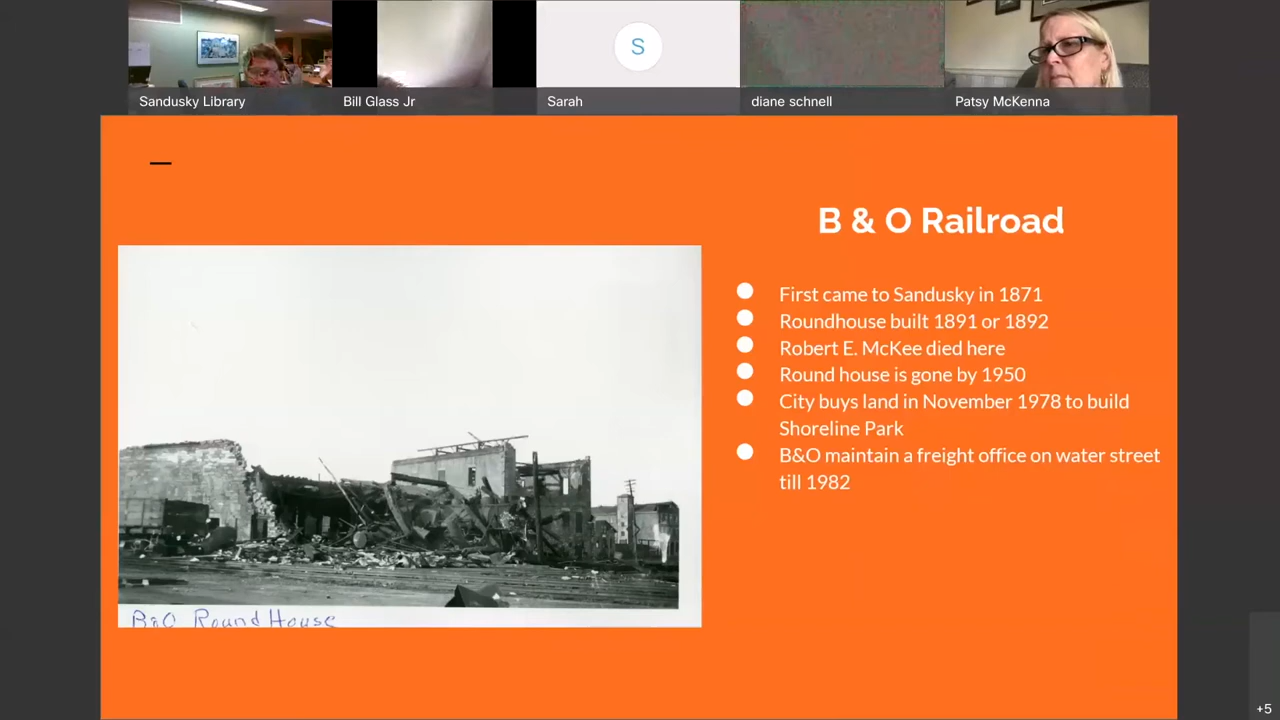 Sandusky Library
Bill Glass Jr
S
Sarah
diane schnell
Patsy McKenna
B & O Railroad
First came to Sandusky in 1871
Roundhouse built 1891 or 1892
Robert E. McKee died here
Round house is gone by 1950
City buys land in November 1978 to build
Shoreline Park
B&O maintain a freight office on water street
till 1982
B&O Round House
+5